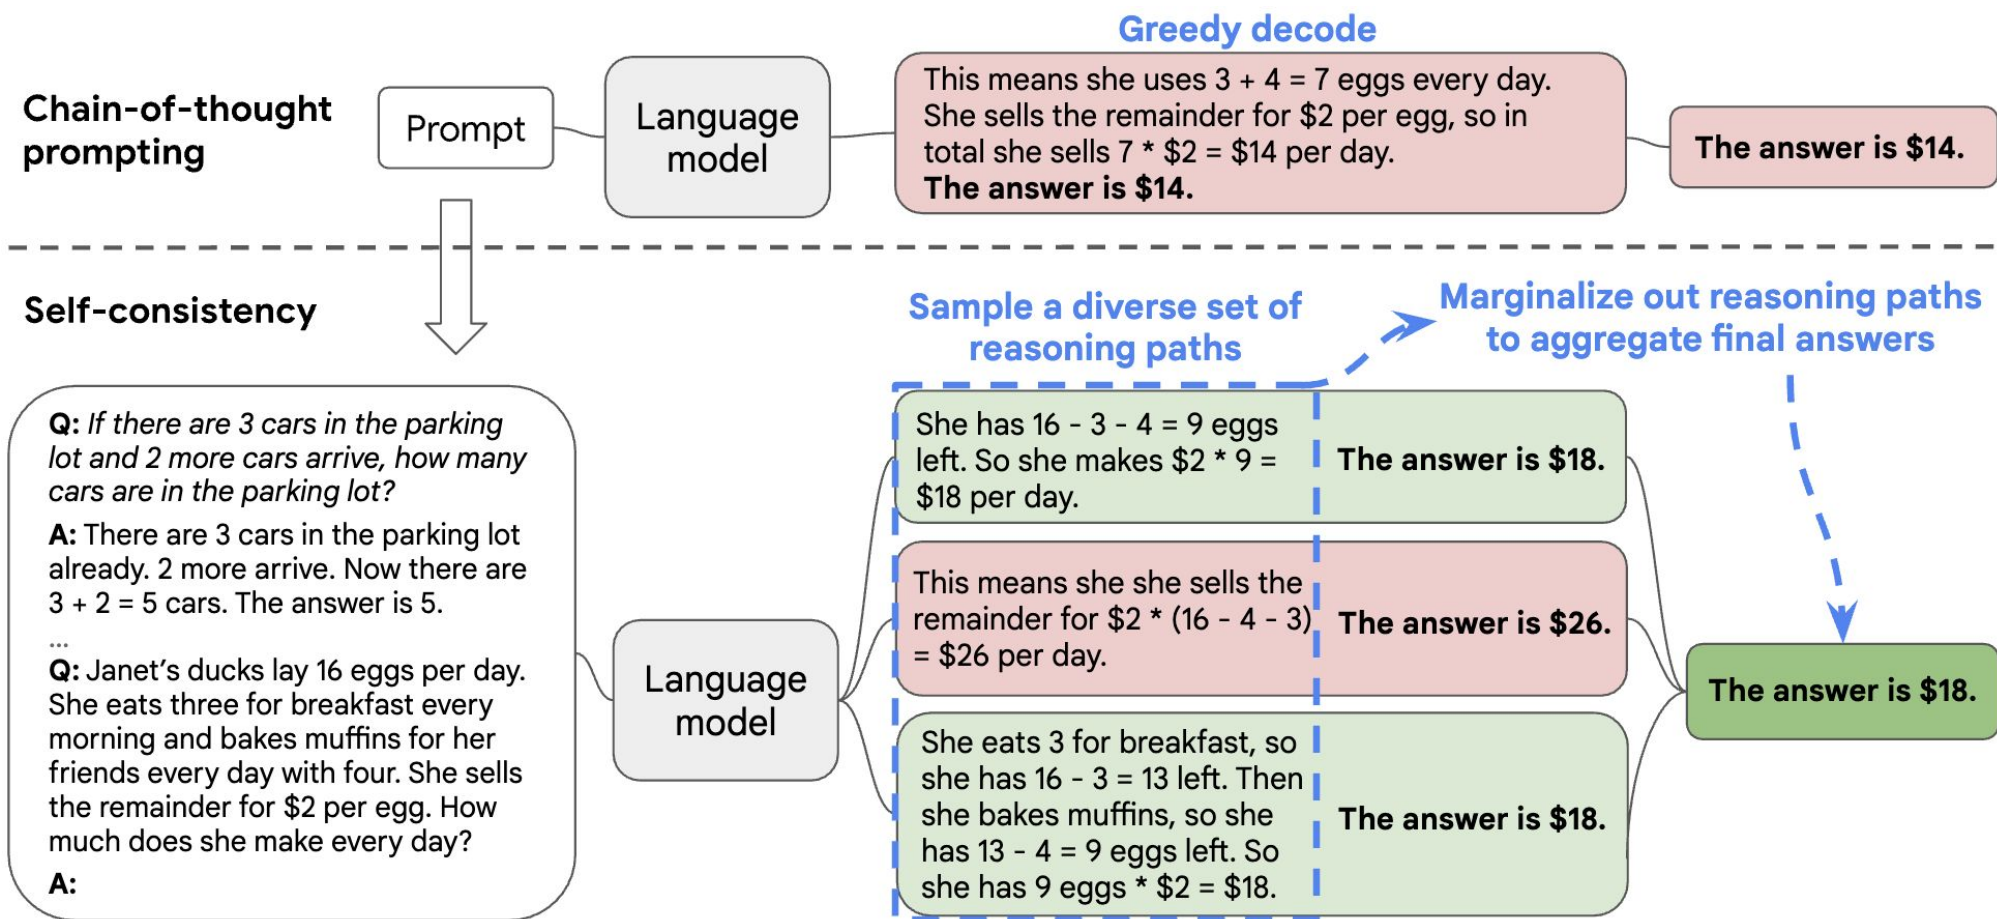 Greedy decode
Chain-of-thought
prompting
Prompt
Language
model
This means she uses 3 + 4 = 7 eggs every day.
She sells the remainder for $2 per egg, so in
total she sells 7 * $2 = $14 per day.
The answer is $14.
The answer is $14.
Self-consistency
Sample a diverse set of
reasoning paths
Marginalize out reasoning paths
to aggregate final answers
Q: If there are 3 cars in the parking
lot and 2 more cars arrive, how many
cars are in the parking lot?
A: There are 3 cars in the parking lot
already. 2 more arrive. Now there are
3 + 2 = 5 cars. The answer is 5.
...
Q: Janet’s ducks lay 16 eggs per day.
She eats three for breakfast every
morning and bakes muffins for her
friends every day with four. She sells
the remainder for $2 per egg. How
much does she make every day?
A:
Language
model
She has 16 - 3 - 4 = 9 eggs
left. So she makes $2 * 9 =
$18 per day.
The answer is $18.
This means she she sells the
remainder for $2 * (16 - 4 - 3)
= $26 per day.
The answer is $26.
She eats 3 for breakfast, so
she has 16 - 3 = 13 left. Then
she bakes muffins, so she
has 13 - 4 = 9 eggs left. So
she has 9 eggs * $2 = $18.
The answer is $18.
The answer is $18.